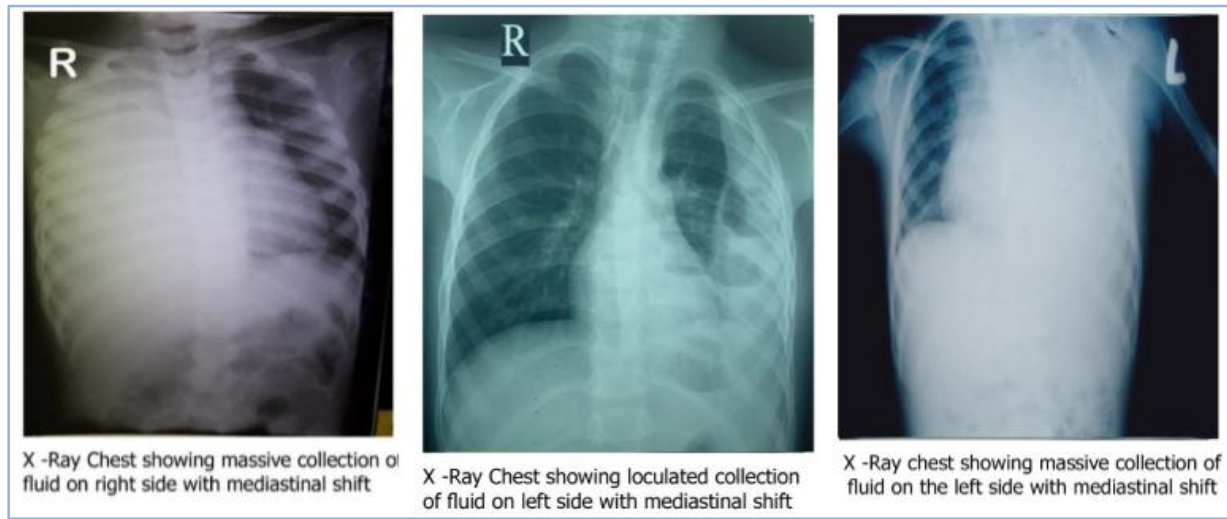 R
R
L
X -Ray Chest showing massive collection of
fluid on right side with mediastinal shift
X -Ray Chest showing loculated collection
of fluid on left side with mediastinal shift
X -Ray chest showing massive collection of
fluid on the left side with mediastinal shift